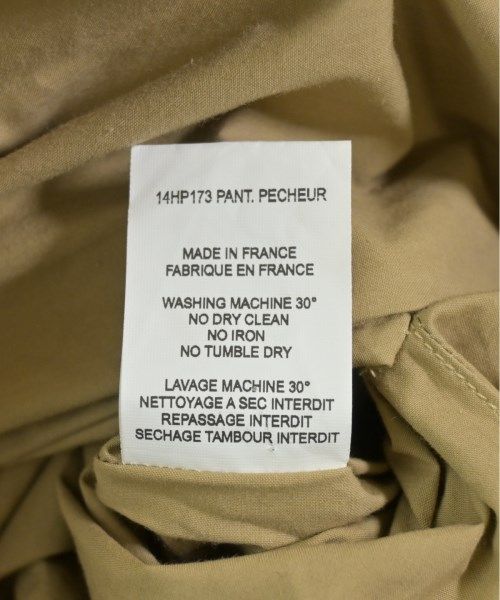 14HP173 PANT. PECHEUR
MADE IN FRANCE
FABRIQUE EN FRANCE
WASHING MACHINE 30°
NO DRY CLEAN
NO IRON
NO TUMBLE DRY
LAVAGE MACHINE 30°
NETTOYAGE A SEC INTERDIT
REPASSAGE INTERDIT
SECHAGE TAMBOUR INTERDIT